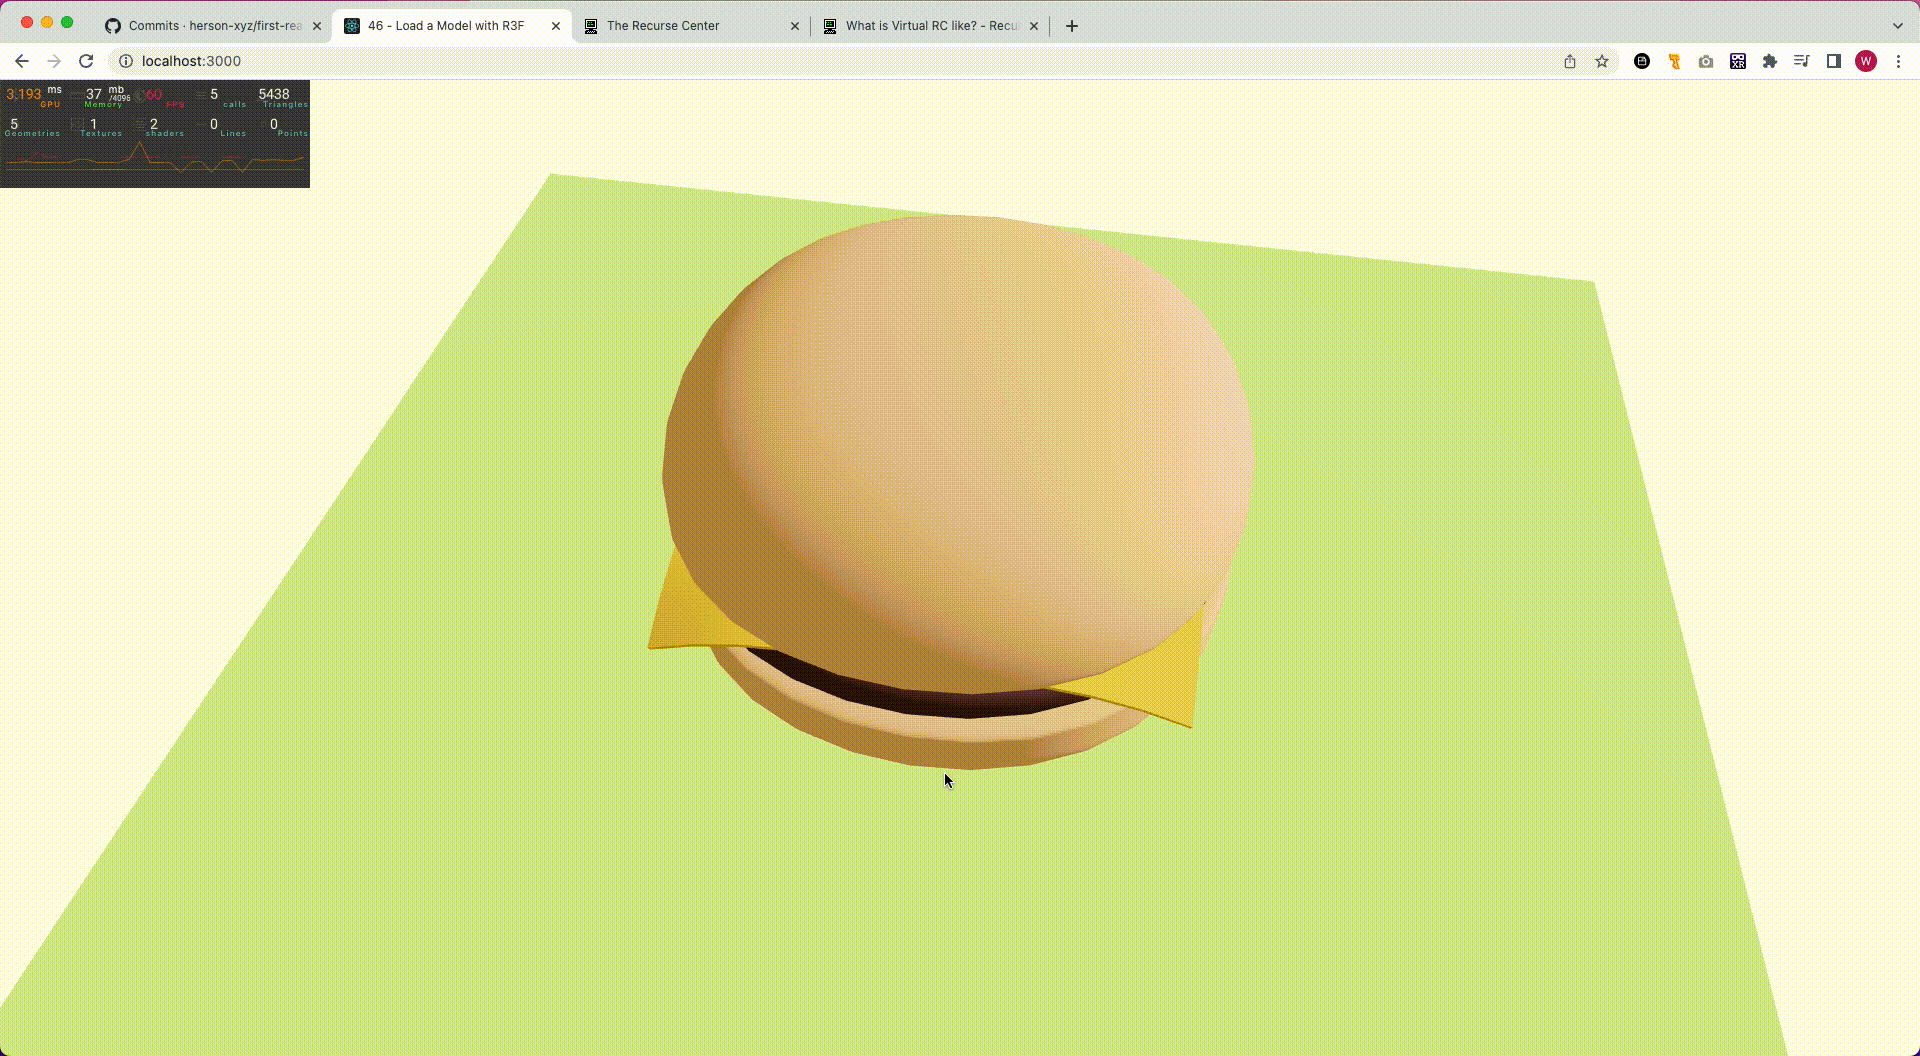 Commits · herson-xyz/first-rea
46 - Load a Model with R3F
The Recurse Center
What is Virtual RC like? - Recu
localhost:3000
W
3,193 ms GPU 37 mb /4096 Memory 60 FPS 5 calls 5438 Triangles
5 Geometries 1 Textures 2 shaders 0 Lines 0 Points
XR